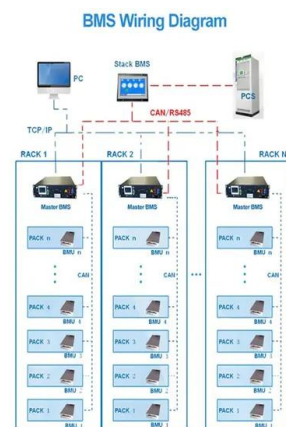 BMS Wiring Diagram
PC
Stack BMS
PCS
CAN/RS485
TCP/IP
RACK 1
RACK 2
RACK N
Master BMS
Master BMS
Master BMS
PACK n
BMU n
PACK n
BMU n
PACK n
BMU n
CAN
CAN
CAN
PACK 4
BMU 4
PACK 4
BMU 4
PACK 4
BMU 4
PACK 3
BMU 3
PACK 3
BMU 3
PACK 3
BMU 3
PACK 2
BMU 2
PACK 2
BMU 2
PACK 2
BMU 2
PACK 1
BMU 1
PACK 1
BMU 1
PACK 1
BMU 1